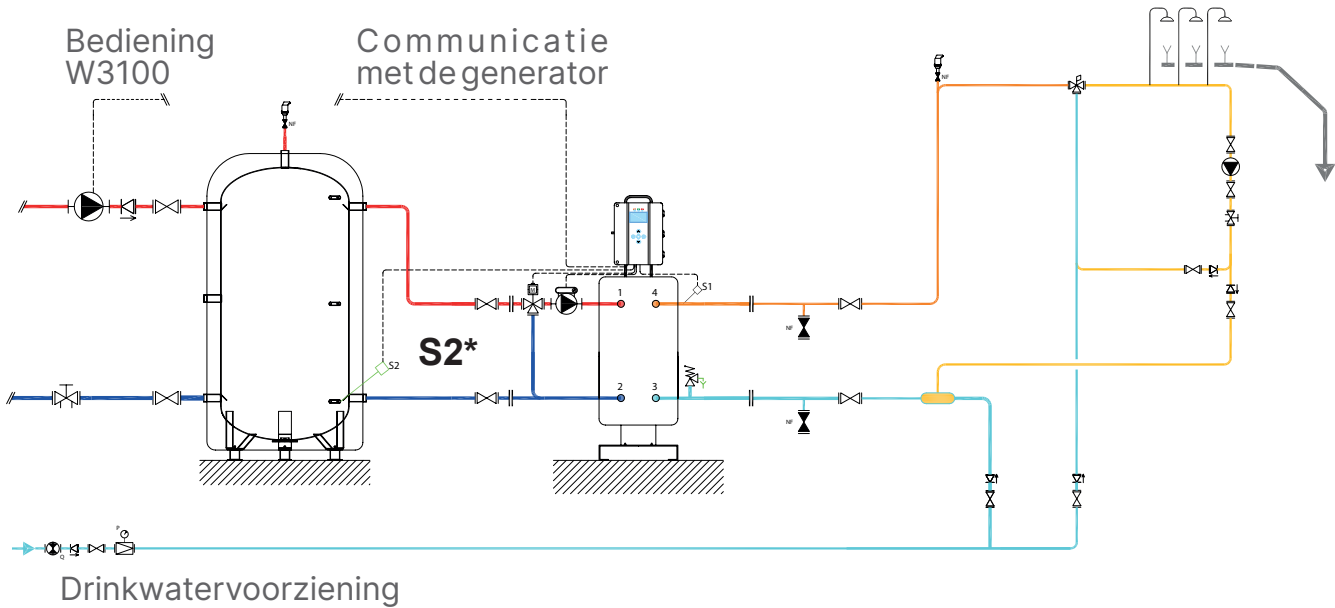 Bediening
W3100
Communicatie
met de generator
NF
NF
S1
1
4
S2*
S2
2
3
NF
NF
P
Q
Drinkwatervoorziening